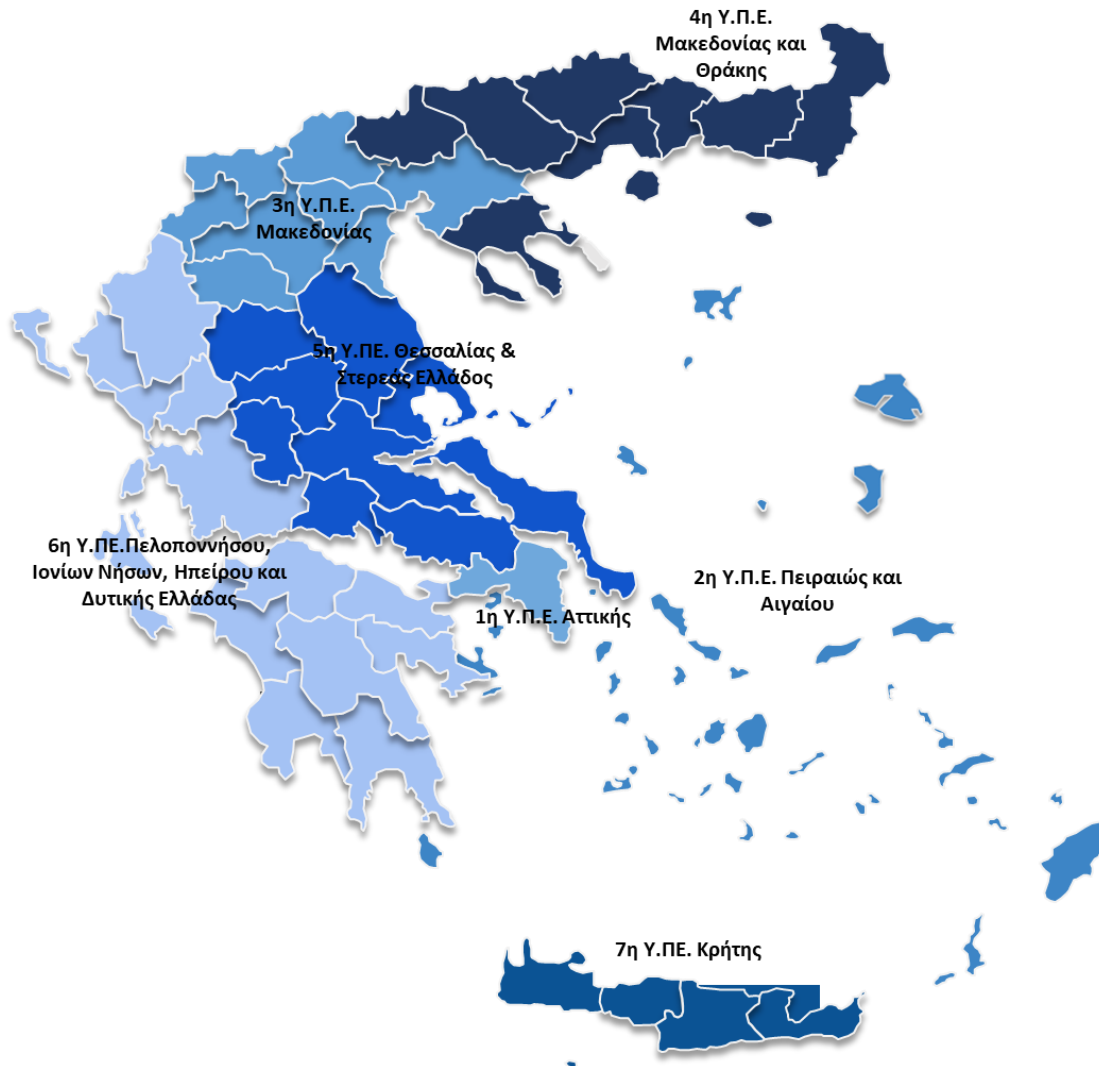 4η Υ.Π.Ε.
Μακεδονίας και
Θράκης
3η Υ.Π.Ε.
Μακεδονίας
5η Υ.ΠΕ. Θεσσαλίας &
Στερεάς Ελλάδος
6η Υ.ΠΕ.Πελοποννήσου,
Ιονίων Νήσων, Ηπείρου και
Δυτικής Ελλάδας
2η Υ.Π.Ε. Πειραιώς και
Αιγαίου
1η Υ.Π.Ε. Αττικής
7η Υ.ΠΕ. Κρήτης